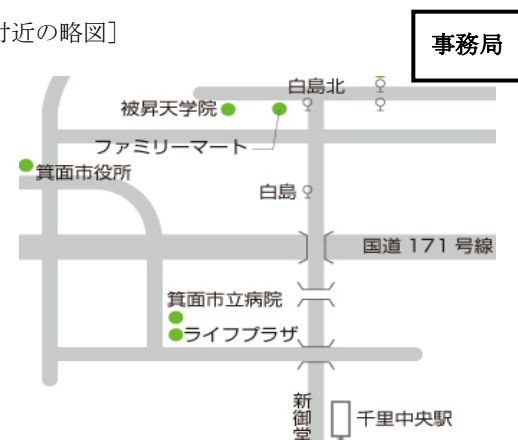 付近の略図]
事務局
白島北
被昇天学院
ファミリーマート
箕面市役所
白島
国道 171 号線
箕面市立病院
ライフプラザ
新御堂
千里中央駅